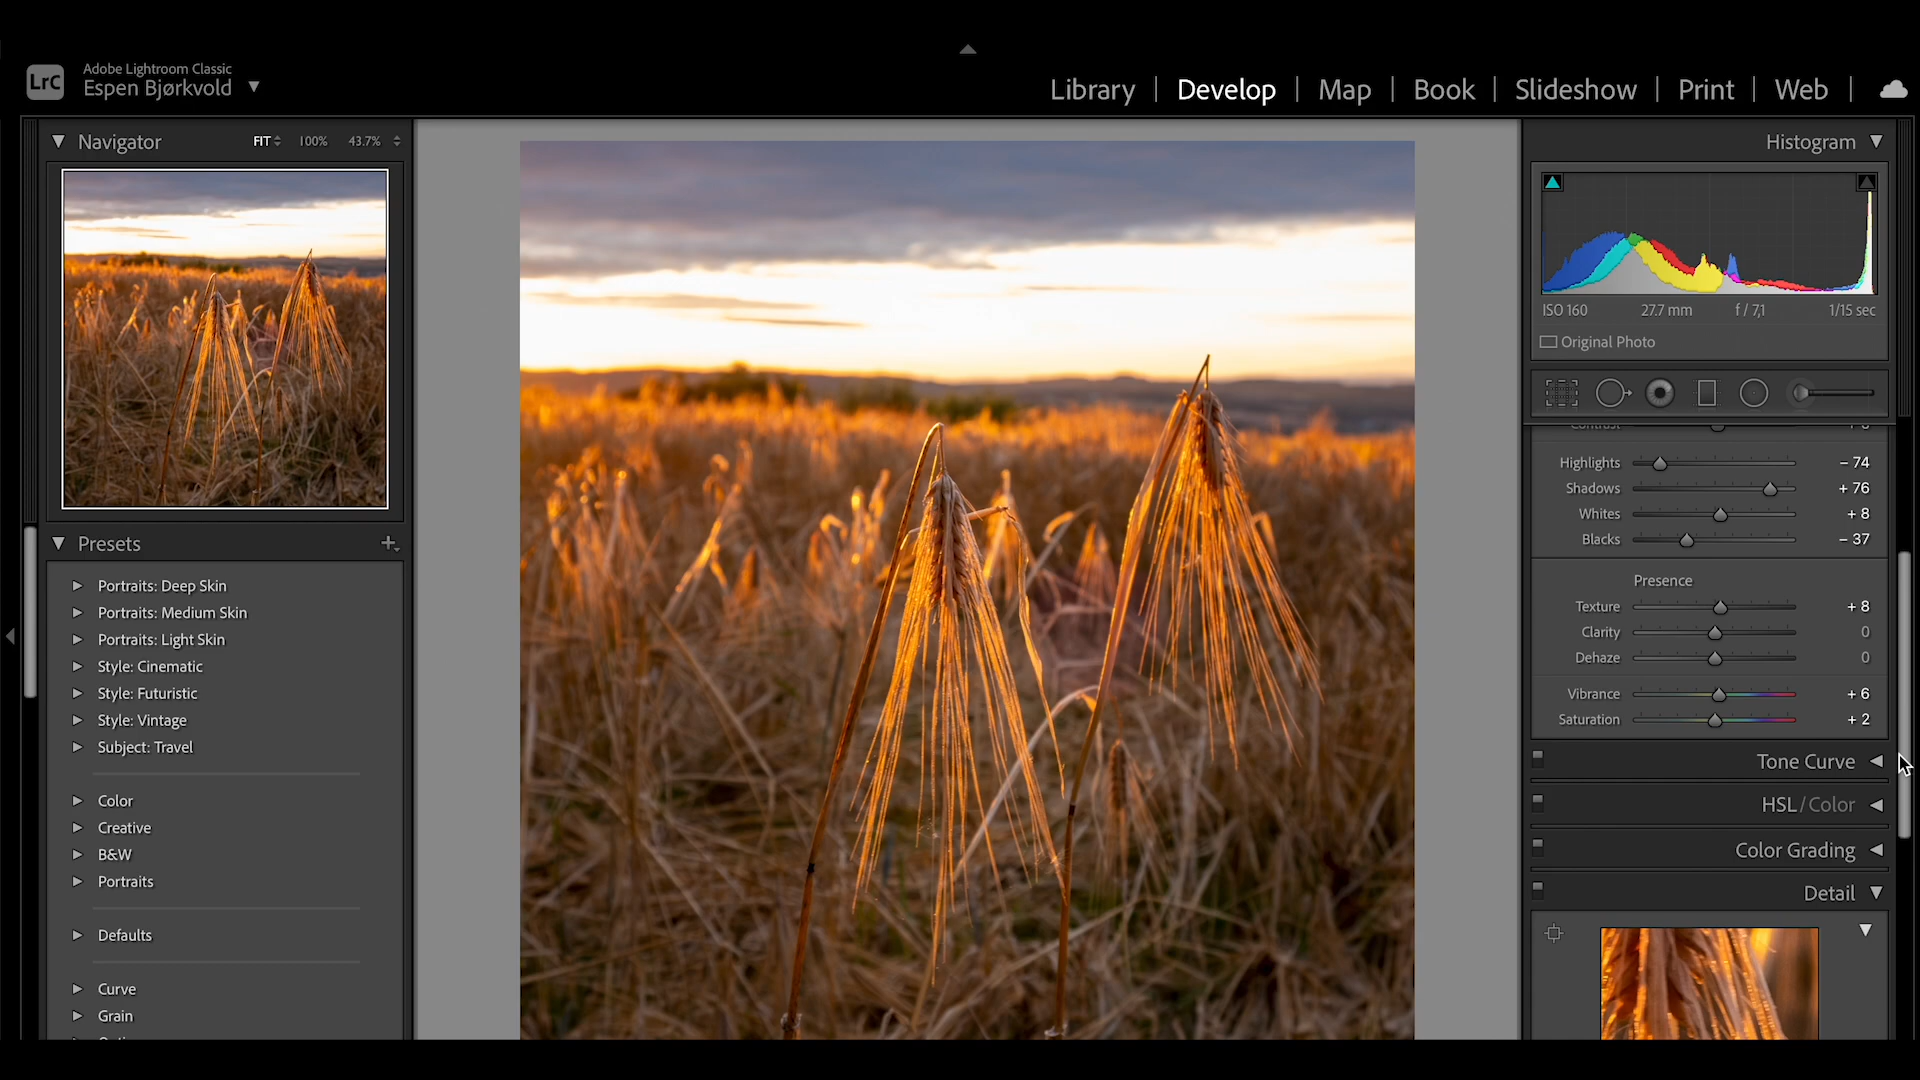 LrC
Adobe Lightroom Classic
Espen Bjørkvold
Library | Develop | Map | Book | Slideshow | Print | Web |
Navigator FIT 100% 43.7%
Histogram
ISO 160 27.7 mm f / 7,1 1/15 sec
Original Photo
Highlights - 74
Shadows + 76
Whites + 8
Blacks - 37
Presence
Texture + 8
Clarity 0
Dehaze 0
Vibrance + 6
Saturation + 2
Tone Curve
HSL / Color
Color Grading
Detail
Presets
Portraits: Deep Skin
Portraits: Medium Skin
Portraits: Light Skin
Style: Cinematic
Style: Futuristic
Style: Vintage
Subject: Travel
Color
Creative
B&W
Portraits
Defaults
Curve
Grain